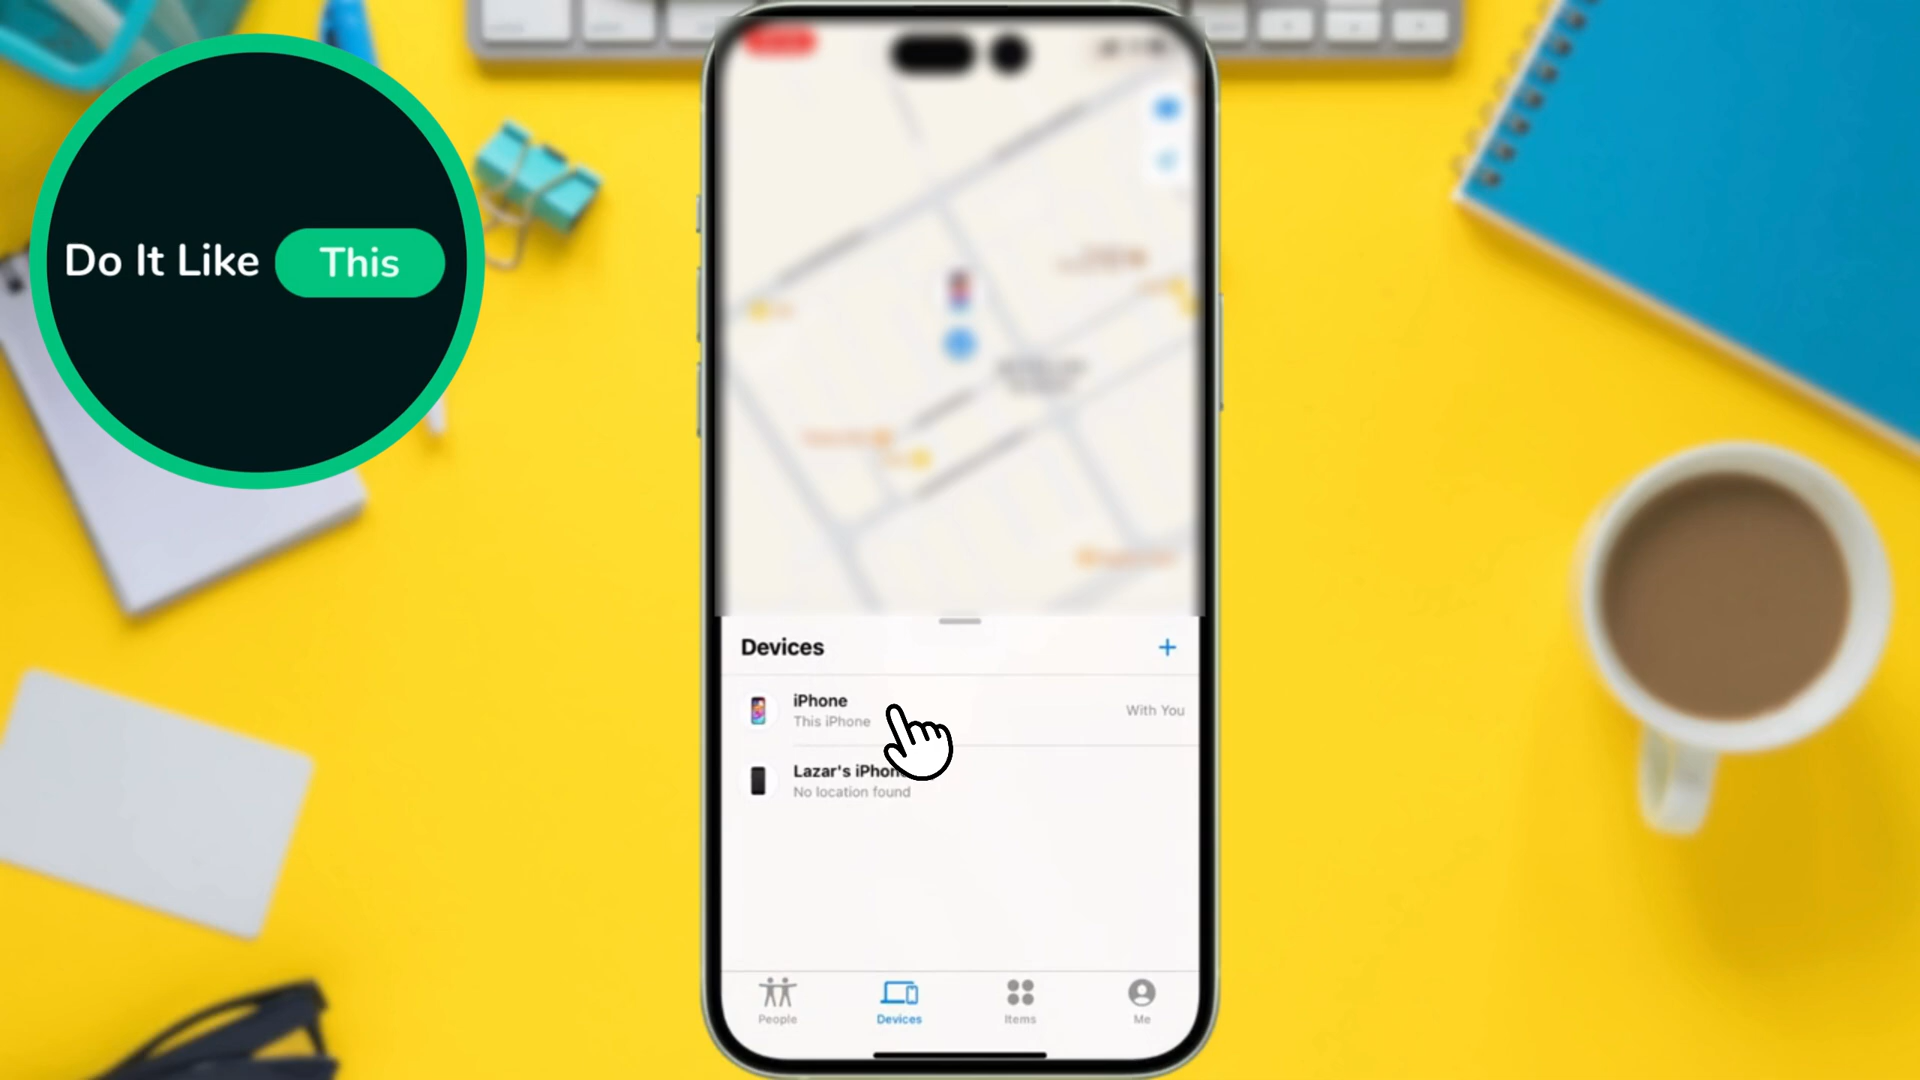 Do It Like This
Devices
+
iPhone
This iPhone
With You
Lazar's iPhon
No location found
People
Devices
Items
Me